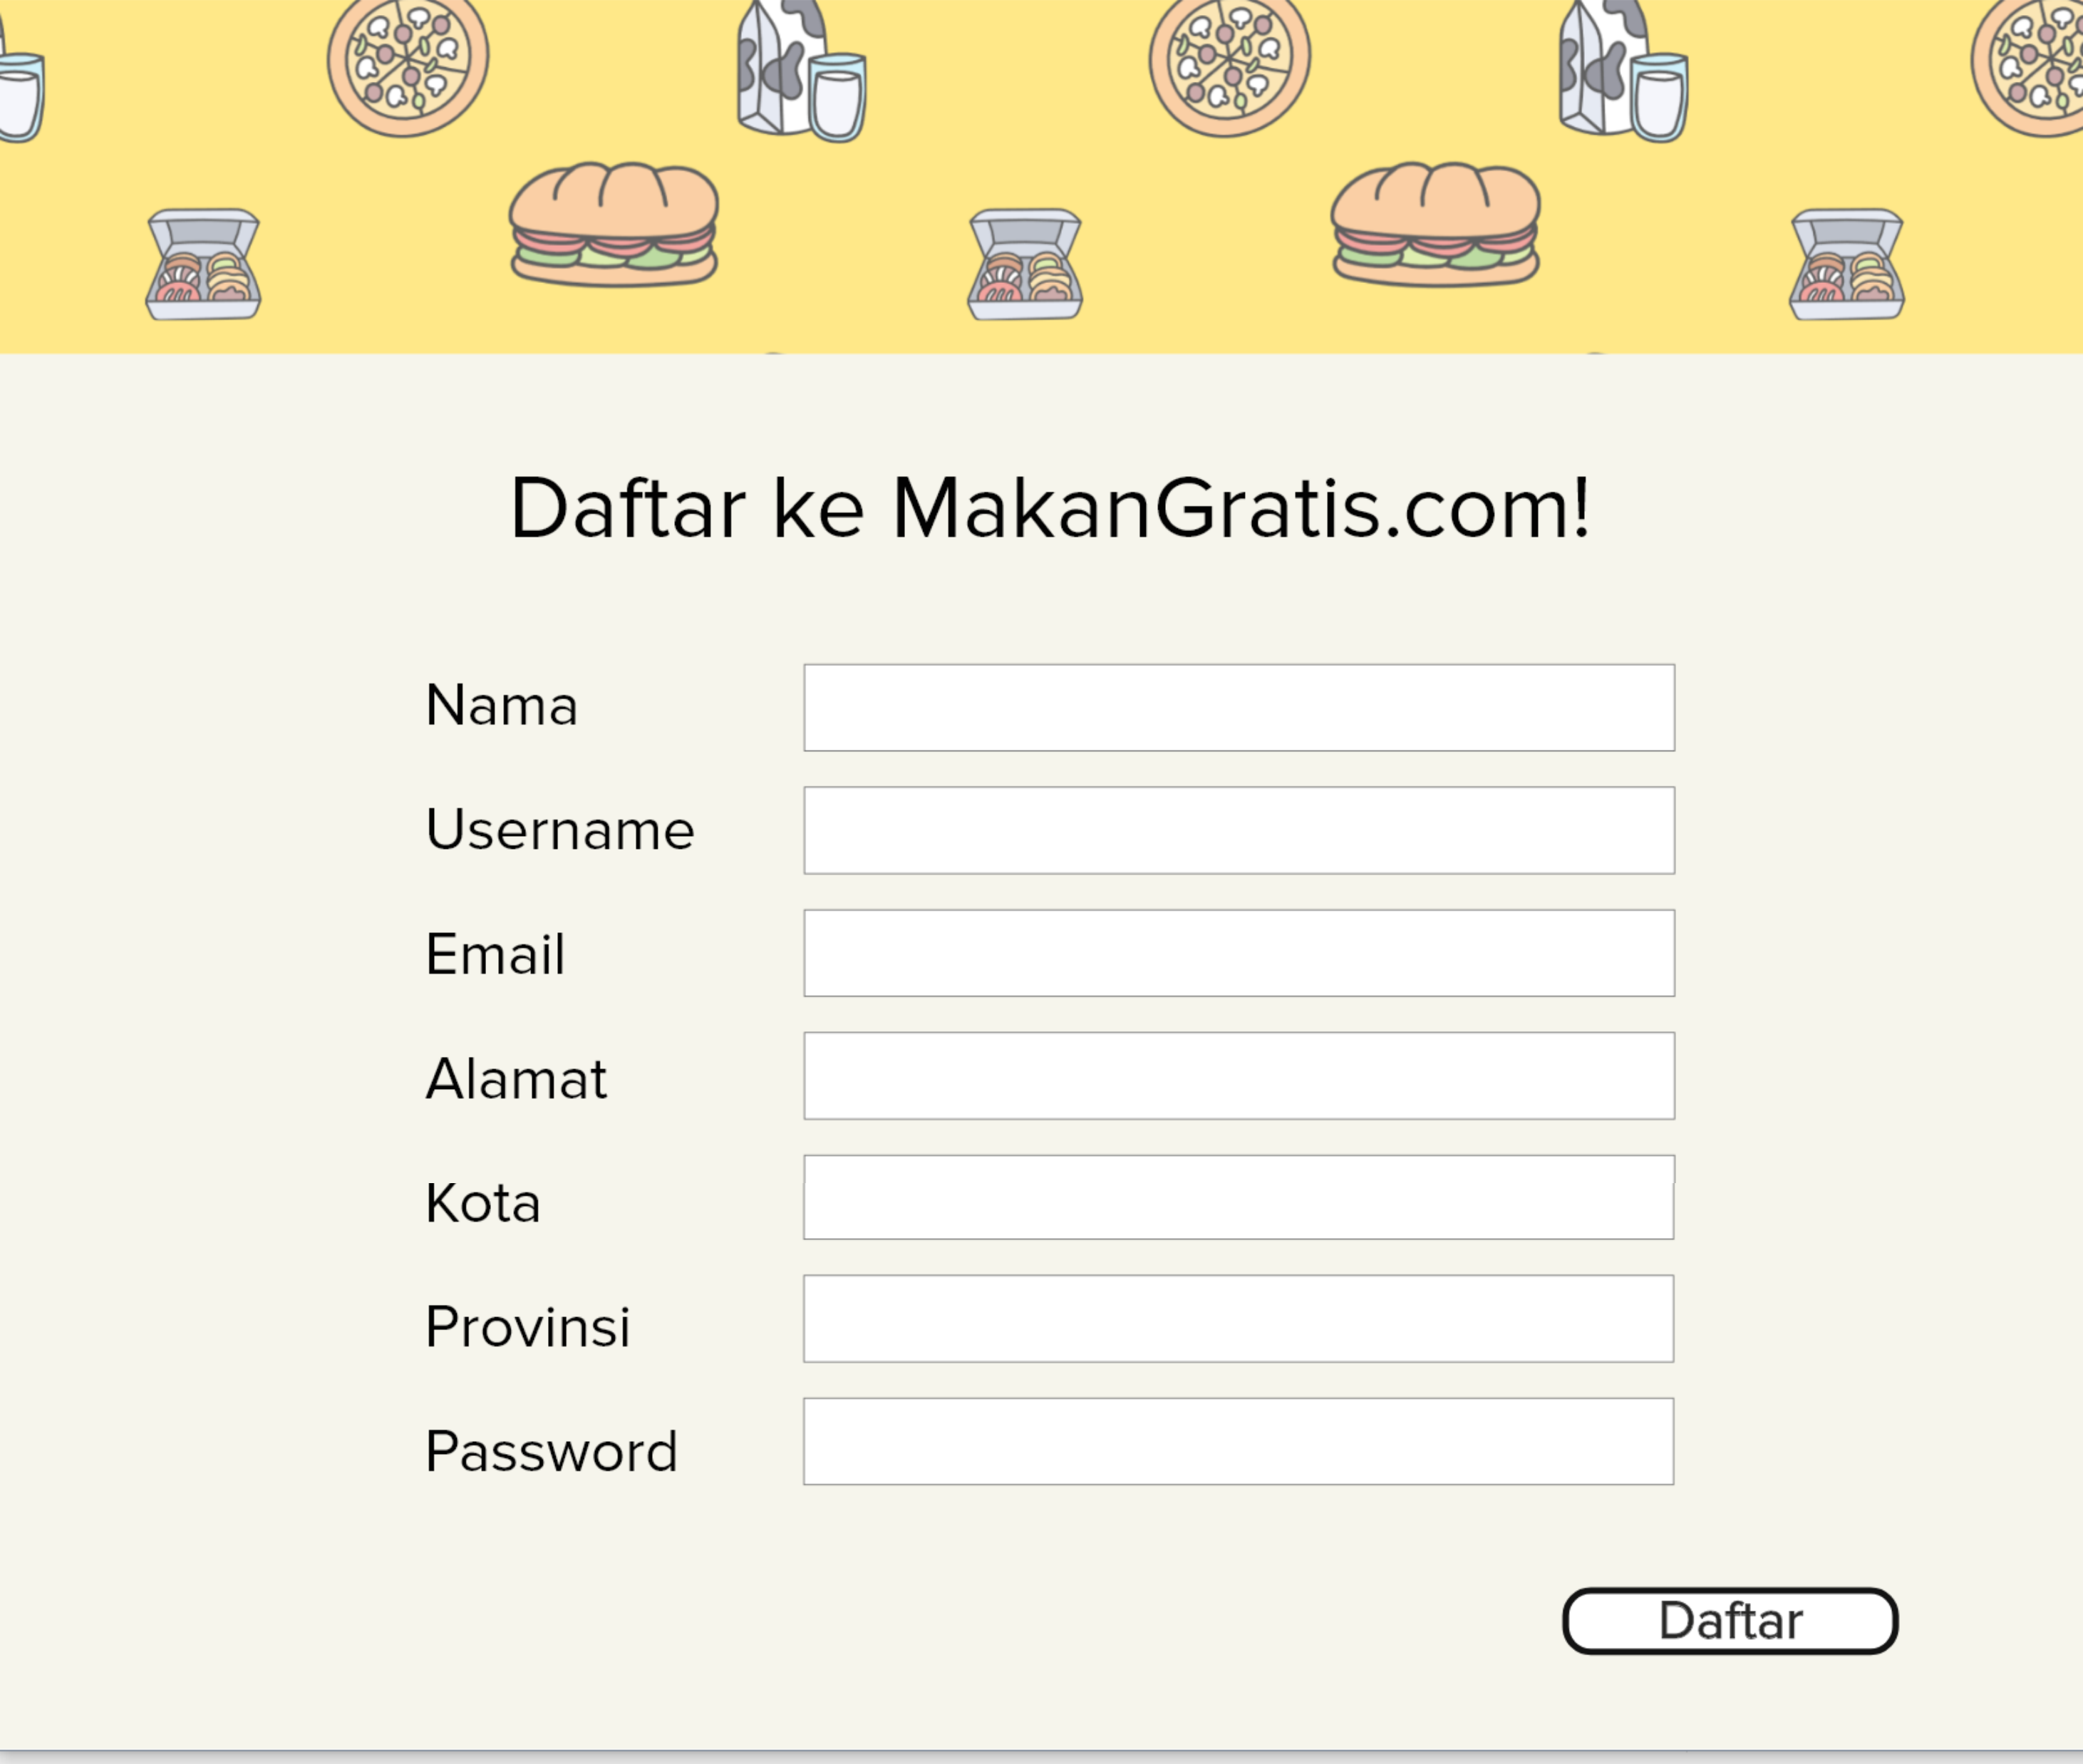 Daftar ke MakanGratis.com!
Nama
Username
Email
Alamat
Kota
Provinsi
Password
Daftar